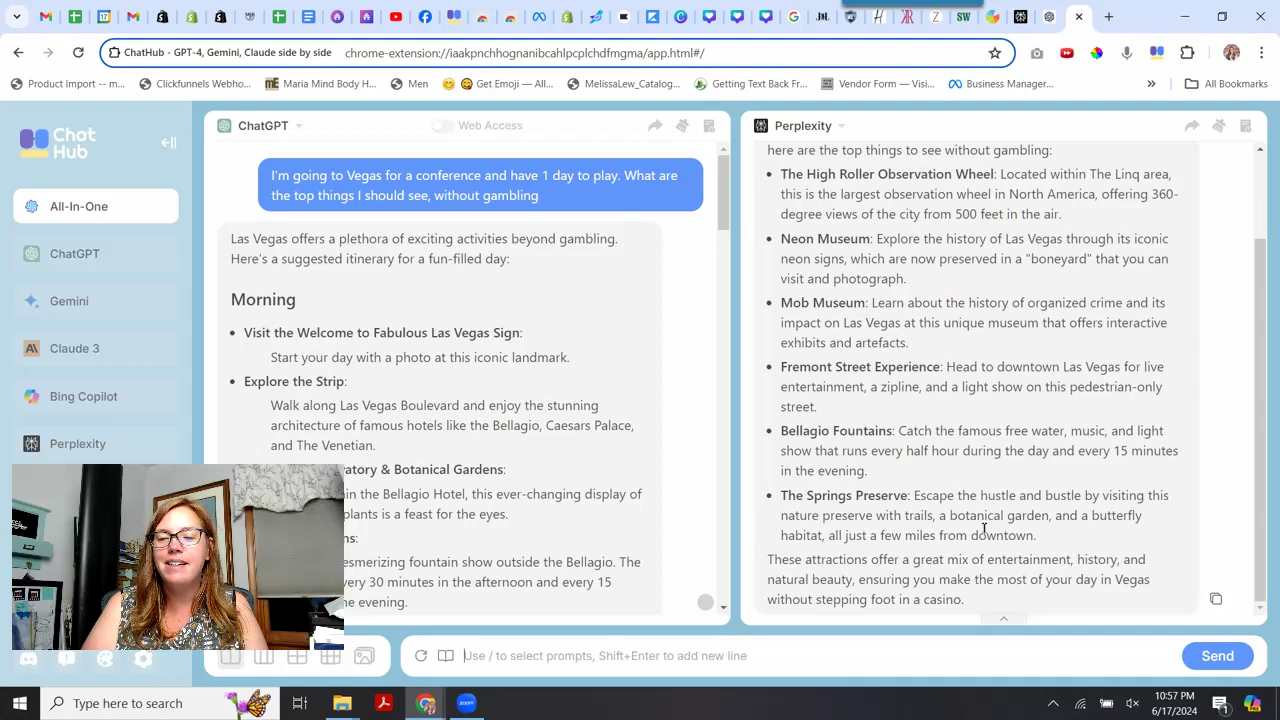 ChatHub - GPT-4, Gemini, Claude side by side
chrome-extension://iaakpnchhognanibcahlpcplchdfmgma/app.html#/
Product Import -- m...
Clickfunnels Webho...
Maria Mind Body H...
Men
Get Emoji — All...
MelissaLew_Catalog...
Getting Text Back Fr...
Vendor Form — Visi...
Business Manager...
All Bookmarks
Chat
Hub
All-In-One
ChatGPT
Gemini
Claude 3
Bing Copilot
Perplexity
ChatGPT
Web Access
I'm going to Vegas for a conference and have 1 day to play. What are
the top things I should see, without gambling
Las Vegas offers a plethora of exciting activities beyond gambling.
Here's a suggested itinerary for a fun-filled day:
Morning
• Visit the Welcome to Fabulous Las Vegas Sign:
Start your day with a photo at this iconic landmark.
• Explore the Strip:
Walk along Las Vegas Boulevard and enjoy the stunning
architecture of famous hotels like the Bellagio, Caesars Palace,
and The Venetian.
atory & Botanical Gardens:
in the Bellagio Hotel, this ever-changing display of
plants is a feast for the eyes.
ns:
mesmerizing fountain show outside the Bellagio. The
very 30 minutes in the afternoon and every 15
he evening.
Perplexity
here are the top things to see without gambling:
• The High Roller Observation Wheel: Located within The Linq area,
this is the largest observation wheel in North America, offering 360-
degree views of the city from 500 feet in the air.
• Neon Museum: Explore the history of Las Vegas through its iconic
neon signs, which are now preserved in a "boneyard" that you can
visit and photograph.
• Mob Museum: Learn about the history of organized crime and its
impact on Las Vegas at this unique museum that offers interactive
exhibits and artefacts.
• Fremont Street Experience: Head to downtown Las Vegas for live
entertainment, a zipline, and a light show on this pedestrian-only
street.
• Bellagio Fountains: Catch the famous free water, music, and light
show that runs every half hour during the day and every 15 minutes
in the evening.
• The Springs Preserve: Escape the hustle and bustle by visiting this
nature preserve with trails, a botanical garden, and a butterfly
habitat, all just a few miles from downtown.
These attractions offer a great mix of entertainment, history, and
natural beauty, ensuring you make the most of your day in Vegas
without stepping foot in a casino.
Use / to select prompts, Shift+Enter to add new line
Send
Type here to search
zoom
10:57 PM
6/17/2024